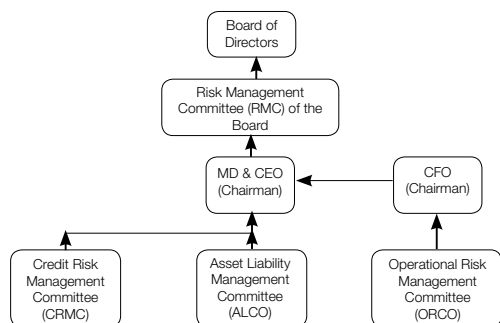 Board of
Directors
Risk Management
Committee (RMC) of the
Board
MD & CEO
(Chairman)
CFO
(Chairman)
Credit Risk
Management
Committee
(CRMC)
Asset Liability
Management
Committee
(ALCO)
Operational Risk
Management
Committee
(ORCO)